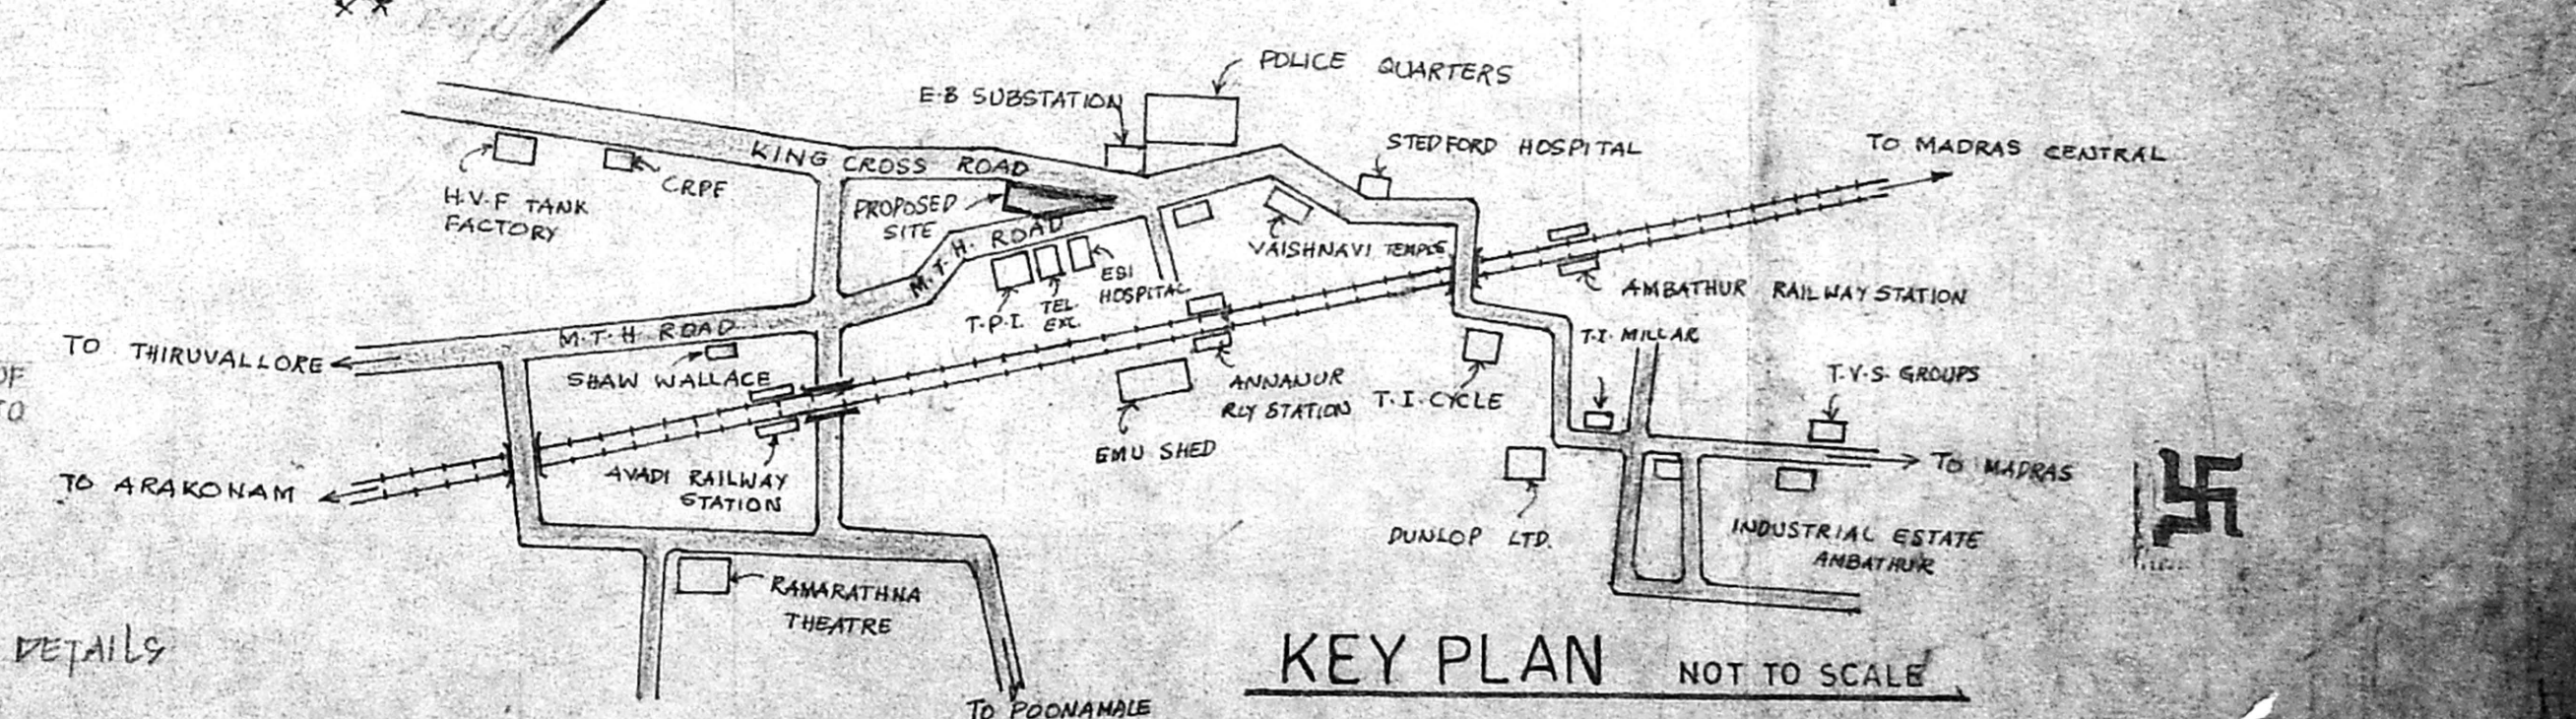 POLICE QUARTERS
E·B SUBSTATION
STEDFORD HOSPITAL
TO MADRAS CENTRAL
KING CROSS ROAD
CRPF
H.V.F TANK
FACTORY
PROPOSED
SITE
M.T.H. ROAD
VAISHNAVI TEMPLE
ESI
HOSPITAL
TEL
EXC.
T.P.I.
AMBATHUR RAILWAY STATION
M.T.H ROAD
TO THIRUVALLORE
SHAW WALLACE
T.I. MILLAR
ANNANUR
RLY STATION
T.I. CYCLE
T.V.S. GROUPS
OF
TO
EMU SHED
TO MADRAS
AVADI RAILWAY
STATION
TO ARAKONAM
DUNLOP LTD.
INDUSTRIAL ESTATE
AMBATHUR
RAMARATHNA
THEATRE
DETAILS
KEY PLAN NOT TO SCALE
TO POONAMALE